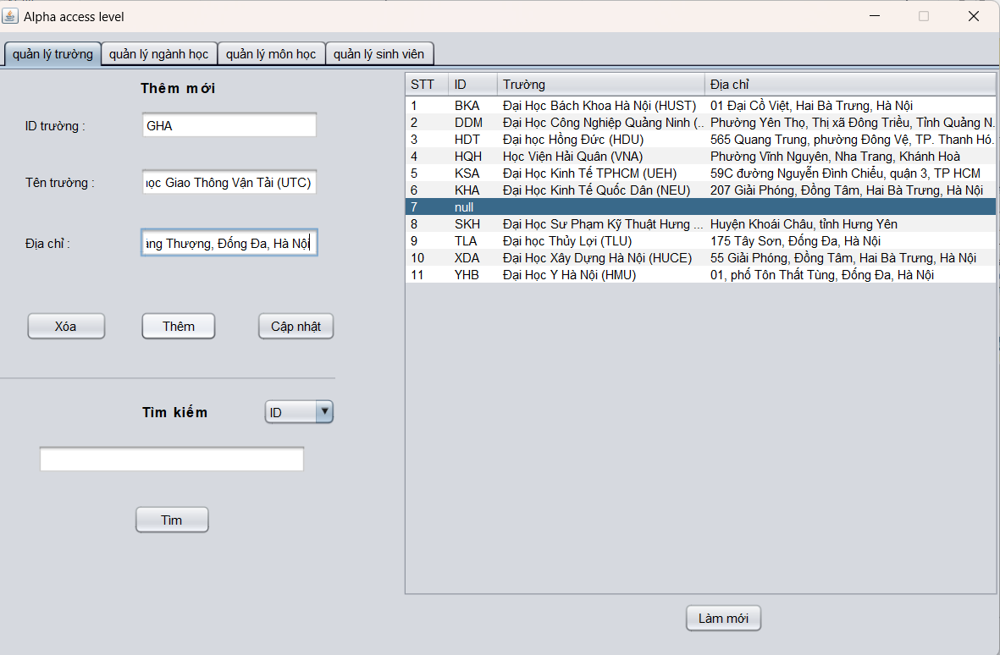 Alpha access level
quản lý trường quản lý ngành học quản lý môn học quản lý sinh viên
Thêm mới
ID trường : GHA
Tên trường : học Giao Thông Vận Tải (UTC)
Địa chỉ : Thượng, Đống Đa, Hà Nội
Xóa Thêm Cập nhật
Tìm kiếm ID
Tìm
STT ID Trường Địa chỉ
1 BKA Đại Học Bách Khoa Hà Nội (HUST) 01 Đại Cồ Việt, Hai Bà Trưng, Hà Nội
2 DDM Đại Học Công Nghiệp Quảng Ninh (... Phường Yên Thọ, Thị xã Đông Triều, Tỉnh Quảng N...
3 HDT Đại học Hồng Đức (HDU) 565 Quang Trung, phường Đông Vệ, TP. Thanh Hó...
4 HQH Học Viện Hải Quân (VNA) Phường Vĩnh Nguyên, Nha Trang, Khánh Hoà
5 KSA Đại Học Kinh Tế TPHCM (UEH) 59C đường Nguyễn Đình Chiểu, quận 3, TP HCM
6 KHA Đại Học Kinh Tế Quốc Dân (NEU) 207 Giải Phóng, Đồng Tâm, Hai Bà Trưng, Hà Nội
7 null
8 SKH Đại Học Sư Phạm Kỹ Thuật Hưng ... Huyện Khoái Châu, tỉnh Hưng Yên
9 TLA Đại học Thủy Lợi (TLU) 175 Tây Sơn, Đống Đa, Hà Nội
10 XDA Đại Học Xây Dựng Hà Nội (HUCE) 55 Giải Phóng, Đồng Tâm, Hai Bà Trưng, Hà Nội
11 YHB Đại Học Y Hà Nội (HMU) 01, phố Tôn Thất Tùng, Đống Đa, Hà Nội
Làm mới